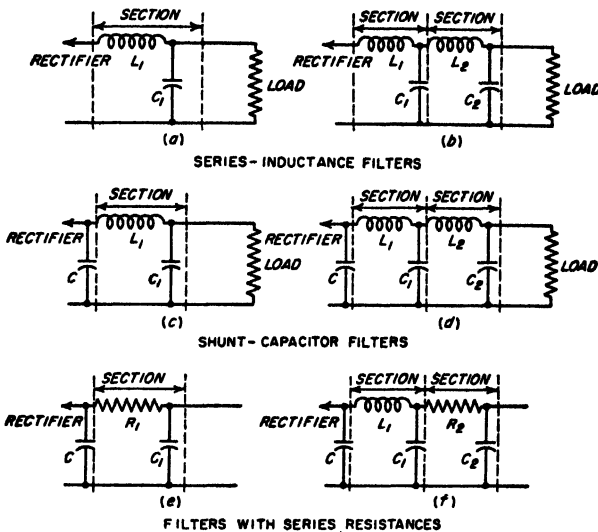 SECTION
SECTION SECTION
RECTIFIER L1 C1 LOAD
RECTIFIER L1 C1 L2 C2 LOAD
(a)
(b)
SERIES-INDUCTANCE FILTERS
SECTION
SECTION SECTION
RECTIFIER C L1 C1 LOAD
RECTIFIER C L1 C1 L2 C2 LOAD
(c)
(d)
SHUNT-CAPACITOR FILTERS
SECTION
SECTION SECTION
RECTIFIER C R1 C1
RECTIFIER C L1 C1 R2 C2
(e)
(f)
FILTERS WITH SERIES RESISTANCES